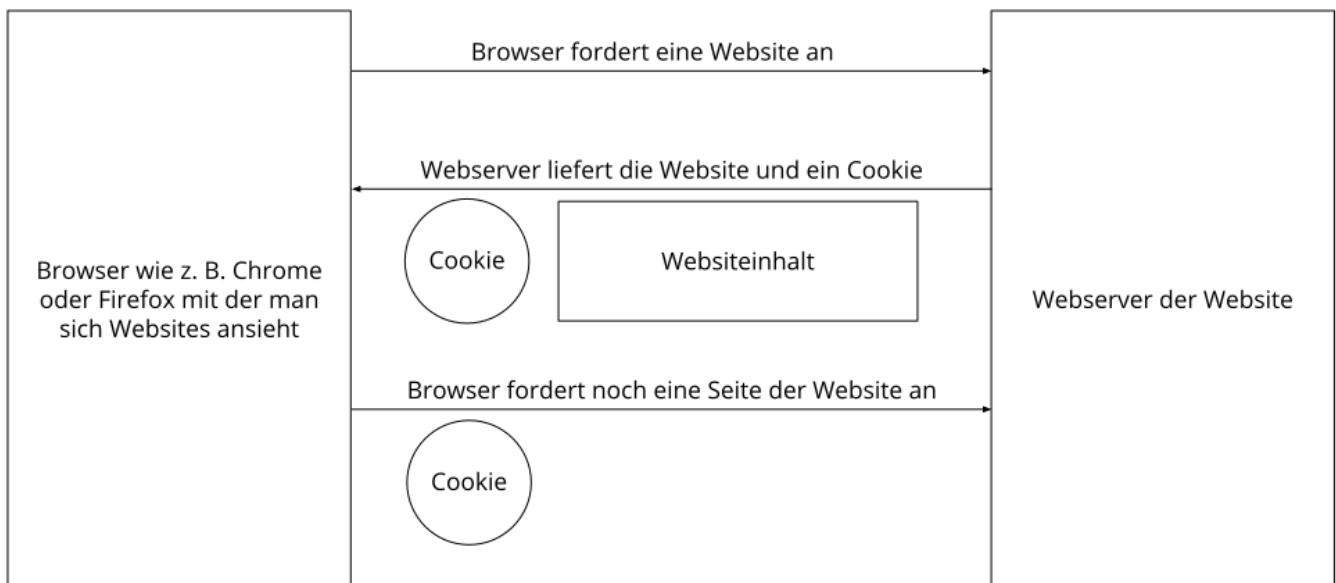 Browser fordert eine Website an
Webserver liefert die Website und ein Cookie
Cookie
Websiteinhalt
Browser wie z. B. Chrome
oder Firefox mit der man
sich Websites ansieht
Webserver der Website
Browser fordert noch eine Seite der Website an
Cookie